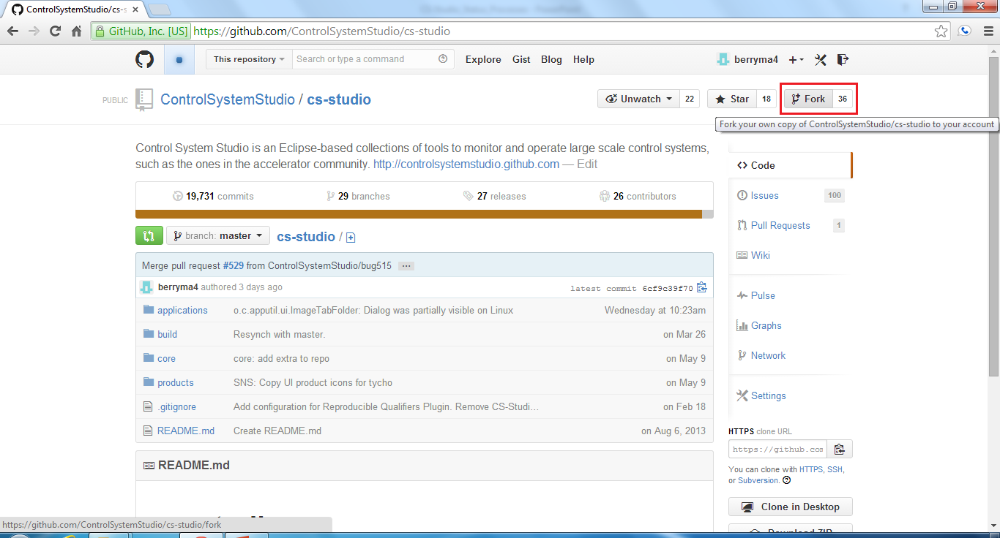 ControlSystemStudio/cs-s
GitHub, Inc. [US] https://github.com/ControlSystemStudio/cs-studio
This repository Search or type a command Explore Gist Blog Help berryma4
PUBLIC ControlSystemStudio / cs-studio Unwatch 22 Star 18 Fork 36
Fork your own copy of ControlSystemStudio/cs-studio to your account
Control System Studio is an Eclipse-based collections of tools to monitor and operate large scale control systems,
such as the ones in the accelerator community. http://controlsystemstudio.github.com — Edit
19,731 commits 29 branches 27 releases 26 contributors
branch: master cs-studio /
Merge pull request #529 from ControlSystemStudio/bug515 ...
berryma4 authored 3 days ago latest commit 6cf9c39f70
applications o.c.apputil.ui.ImageTabFolder: Dialog was partially visible on Linux Wednesday at 10:23am
build Resynch with master. on Mar 26
core core: add extra to repo on May 9
products SNS: Copy UI product icons for tycho on May 9
.gitignore Add configuration for Reproducible Qualifiers Plugin. Remove CS-Studi... on Feb 18
README.md Create README.md on Aug 6, 2013
README.md
Code
Issues 100
Pull Requests 1
Wiki
Pulse
Graphs
Network
Settings
HTTPS clone URL
https://github.com
You can clone with HTTPS, SSH,
or Subversion.
Clone in Desktop
Download ZIP
https://github.com/ControlSystemStudio/cs-studio/fork